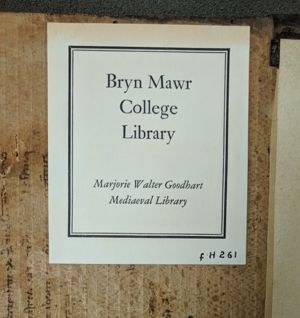 Bryn Mawr
College
Library
Marjorie Walter Goodhart
Mediaeval Library
f H 261